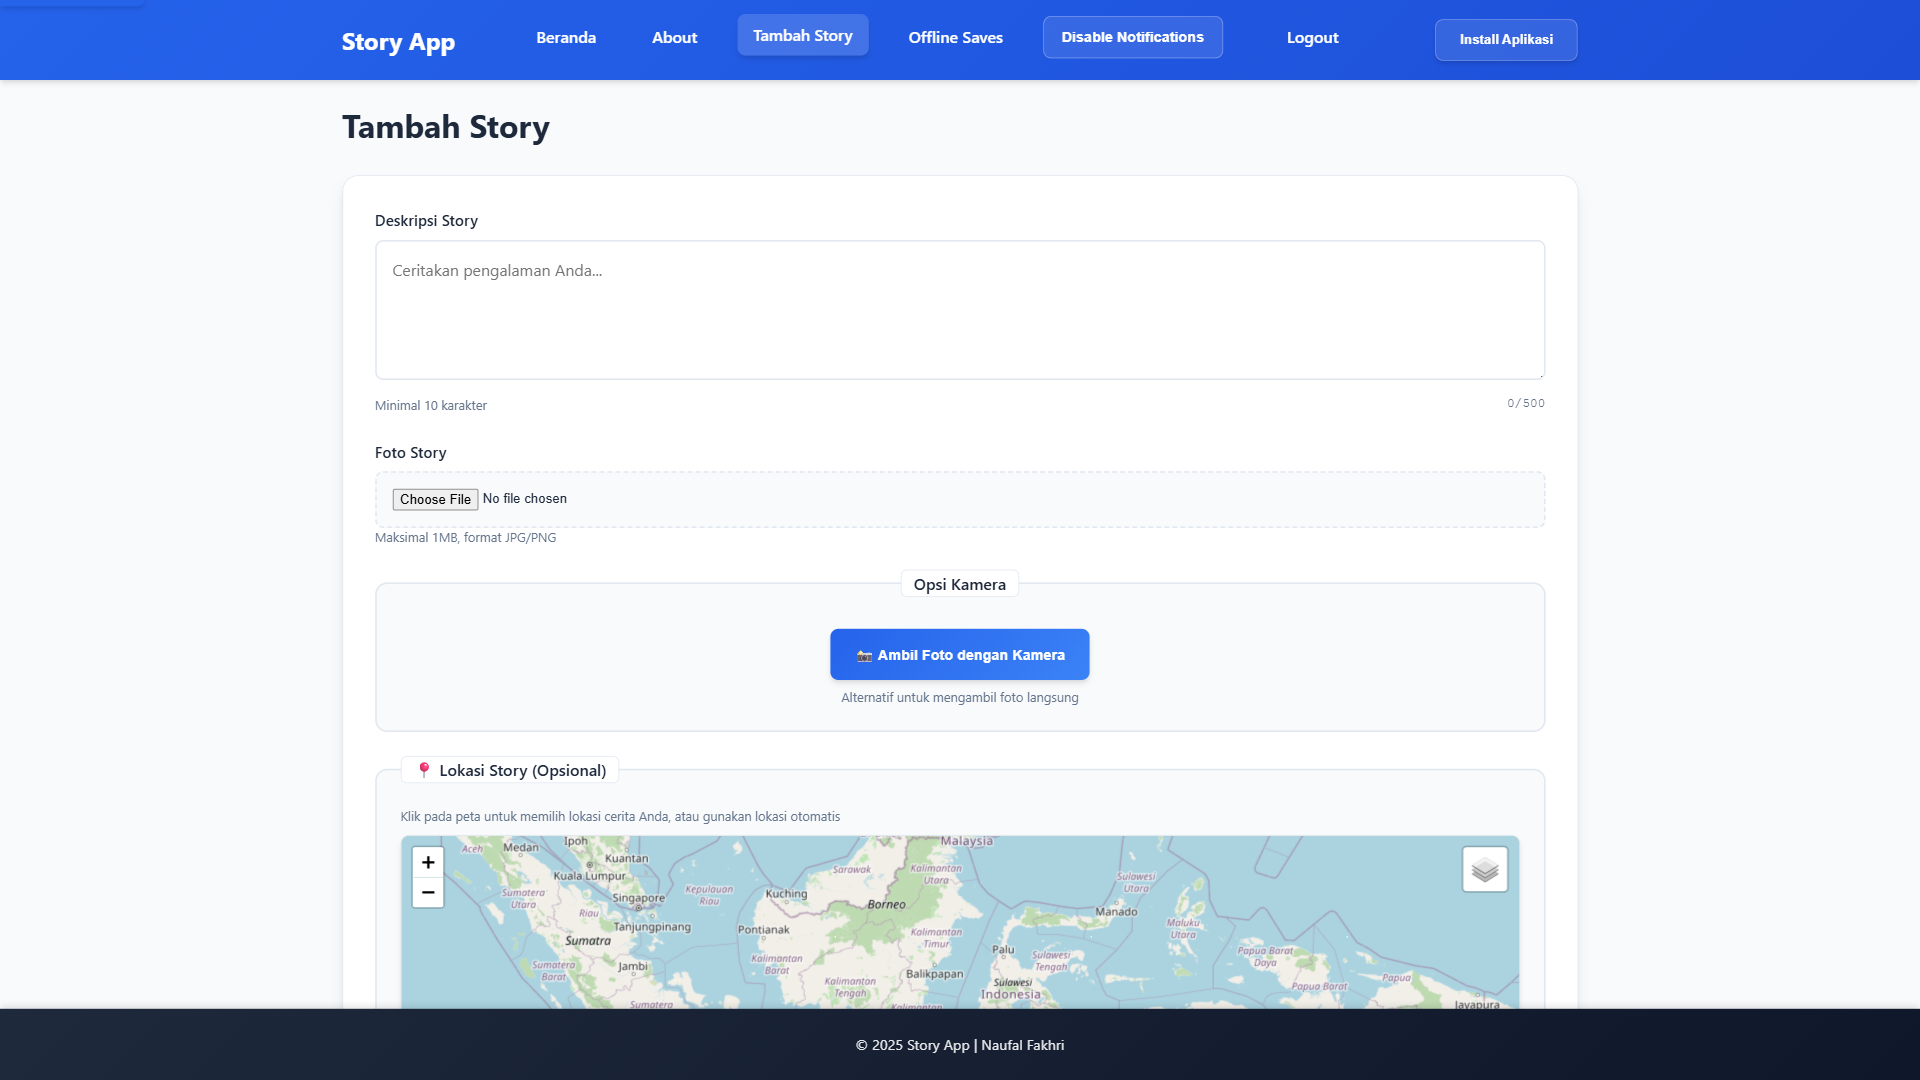 Story App
Beranda
About
Tambah Story
Offline Saves
Disable Notifications
Logout
Install Aplikasi
Tambah Story
Deskripsi Story
Ceritakan pengalaman Anda...
Minimal 10 karakter
0/500
Foto Story
Choose File No file chosen
Maksimal 1MB, format JPG/PNG
Opsi Kamera
Ambil Foto dengan Kamera
Alternatif untuk mengambil foto langsung
Lokasi Story (Opsional)
Klik pada peta untuk memilih lokasi cerita Anda, atau gunakan lokasi otomatis
+
−
Aceh
Medan
Ipoh
Kuantan
Kuala Lumpur
Sumatera
Utara
Singapore
Riau
Kepulauan
Riau
Tanjungpinang
Sumatra
Sumatera
Barat
Jambi
Sumatera
Malaysia
Sarawak
Kalimantan
Utara
Kuching
Borneo
Pontianak
Kalimantan
Timur
Kalimantan
Barat
Balikpapan
Kalimantan
Tengah
Kalimantan
Sulawesi
Utara
Manado
Maluku
Utara
Palu
Sulawesi
Tengah
Sulawesi
Indonesia
Papua Barat
Daya
Papua Barat
Papua
Jayapura
© 2025 Story App | Naufal Fakhri